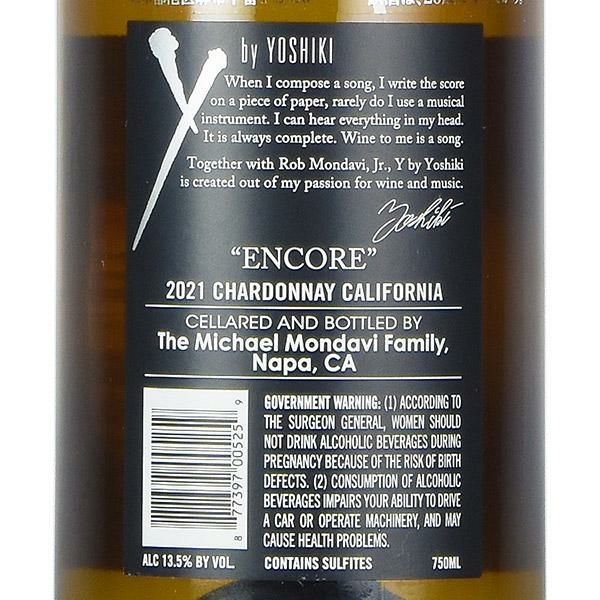 Y by YOSHIKI
When I compose a song, I write the score
on a piece of paper, rarely do I use a musical
instrument. I can hear everything in my head.
It is always complete. Wine to me is a song.
Together with Rob Mondavi, Jr., Y by Yoshiki
is created out of my passion for wine and music.
Yoshiki
"ENCORE"
2021 CHARDONNAY CALIFORNIA
CELLARED AND BOTTLED BY
The Michael Mondavi Family,
Napa, CA
GOVERNMENT WARNING: (1) ACCORDING TO
THE SURGEON GENERAL, WOMEN SHOULD
NOT DRINK ALCOHOLIC BEVERAGES DURING
PREGNANCY BECAUSE OF THE RISK OF BIRTH
DEFECTS. (2) CONSUMPTION OF ALCOHOLIC
BEVERAGES IMPAIRS YOUR ABILITY TO DRIVE
A CAR OR OPERATE MACHINERY, AND MAY
CAUSE HEALTH PROBLEMS.
8 77397 00525 9
ALC 13.5% BY VOL. CONTAINS SULFITES 750ML